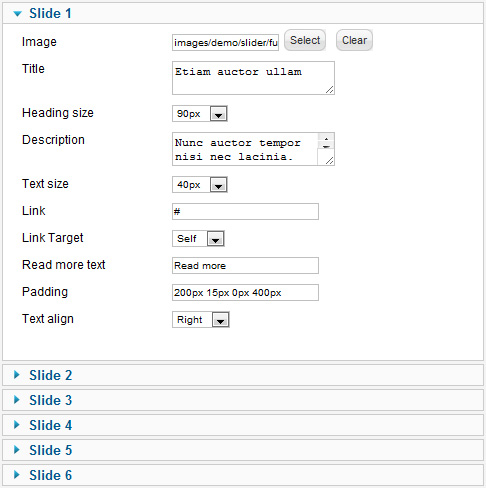 Slide 1
Image images/demo/slider/fu Select Clear
Title Etiam auctor ullam
Heading size 90px
Description Nunc auctor tempor
nisi nec lacinia.
Text size 40px
Link #
Link Target Self
Read more text Read more
Padding 200px 15px 0px 400px
Text align Right
Slide 2
Slide 3
Slide 4
Slide 5
Slide 6